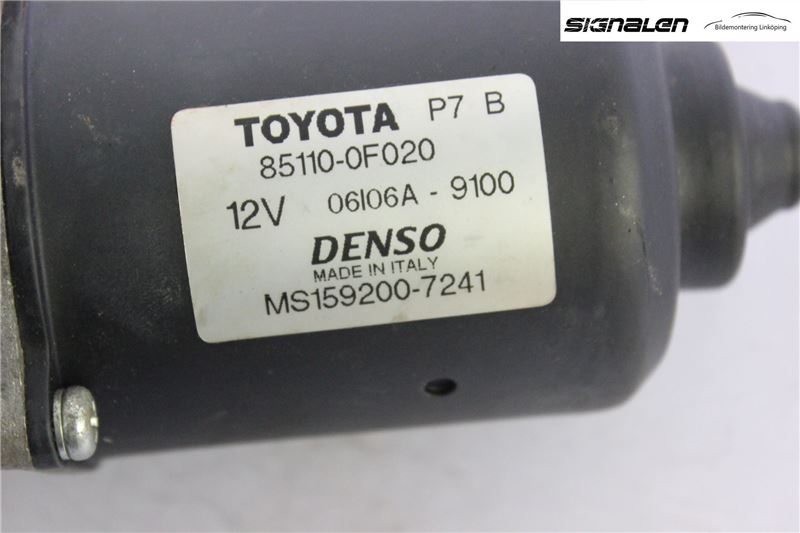 SIGNALEN
Bildemontering Linköping
TOYOTA P7 B
85110-0F020
12V 06I06A - 9100
DENSO
MADE IN ITALY
MS159200-7241